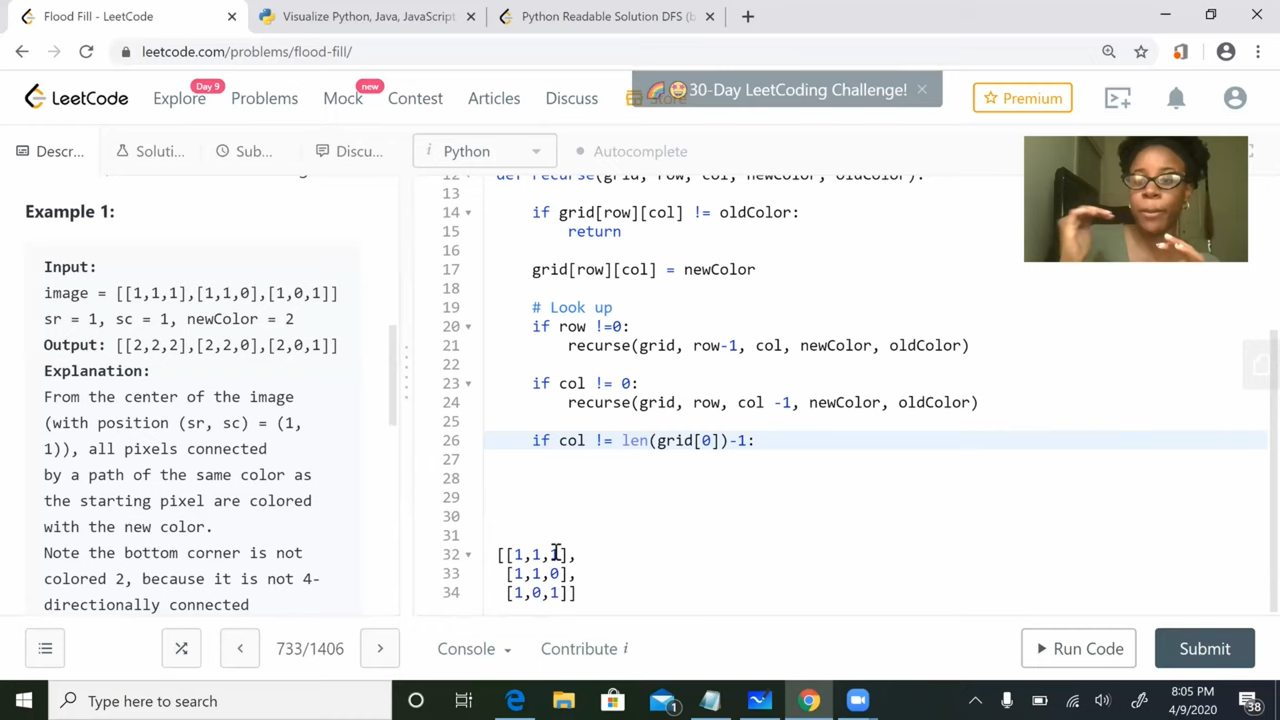 Flood Fill - LeetCode
Visualize Python, Java, JavaScript
Python Readable Solution DFS (b
leetcode.com/problems/flood-fill/
LeetCode
Explore
Day 9
Problems
Mock
new
Contest
Articles
Discuss
Store
30-Day LeetCoding Challenge!
Premium
Descr...
Soluti...
Sub...
Discu...
i Python
Autocomplete
Example 1:
Input:
image = [[1,1,1],[1,1,0],[1,0,1]]
sr = 1, sc = 1, newColor = 2
Output: [[2,2,2],[2,2,0],[2,0,1]]
Explanation:
From the center of the image
(with position (sr, sc) = (1,
1)), all pixels connected
by a path of the same color as
the starting pixel are colored
with the new color.
Note the bottom corner is not
colored 2, because it is not 4-
directionally connected
12 def recurse(grid, row, col, newColor, oldColor):
13
14 if grid[row][col] != oldColor:
15 return
16
17 grid[row][col] = newColor
18
19 # Look up
20 if row !=0:
21 recurse(grid, row-1, col, newColor, oldColor)
22
23 if col != 0:
24 recurse(grid, row, col -1, newColor, oldColor)
25
26 if col != len(grid[0])-1:
27
28
29
30
31
32 [[1,1,1],
33 [1,1,0],
34 [1,0,1]]
733/1406
Console
Contribute i
Run Code
Submit
Type here to search
1
8:05 PM
4/9/2020
38